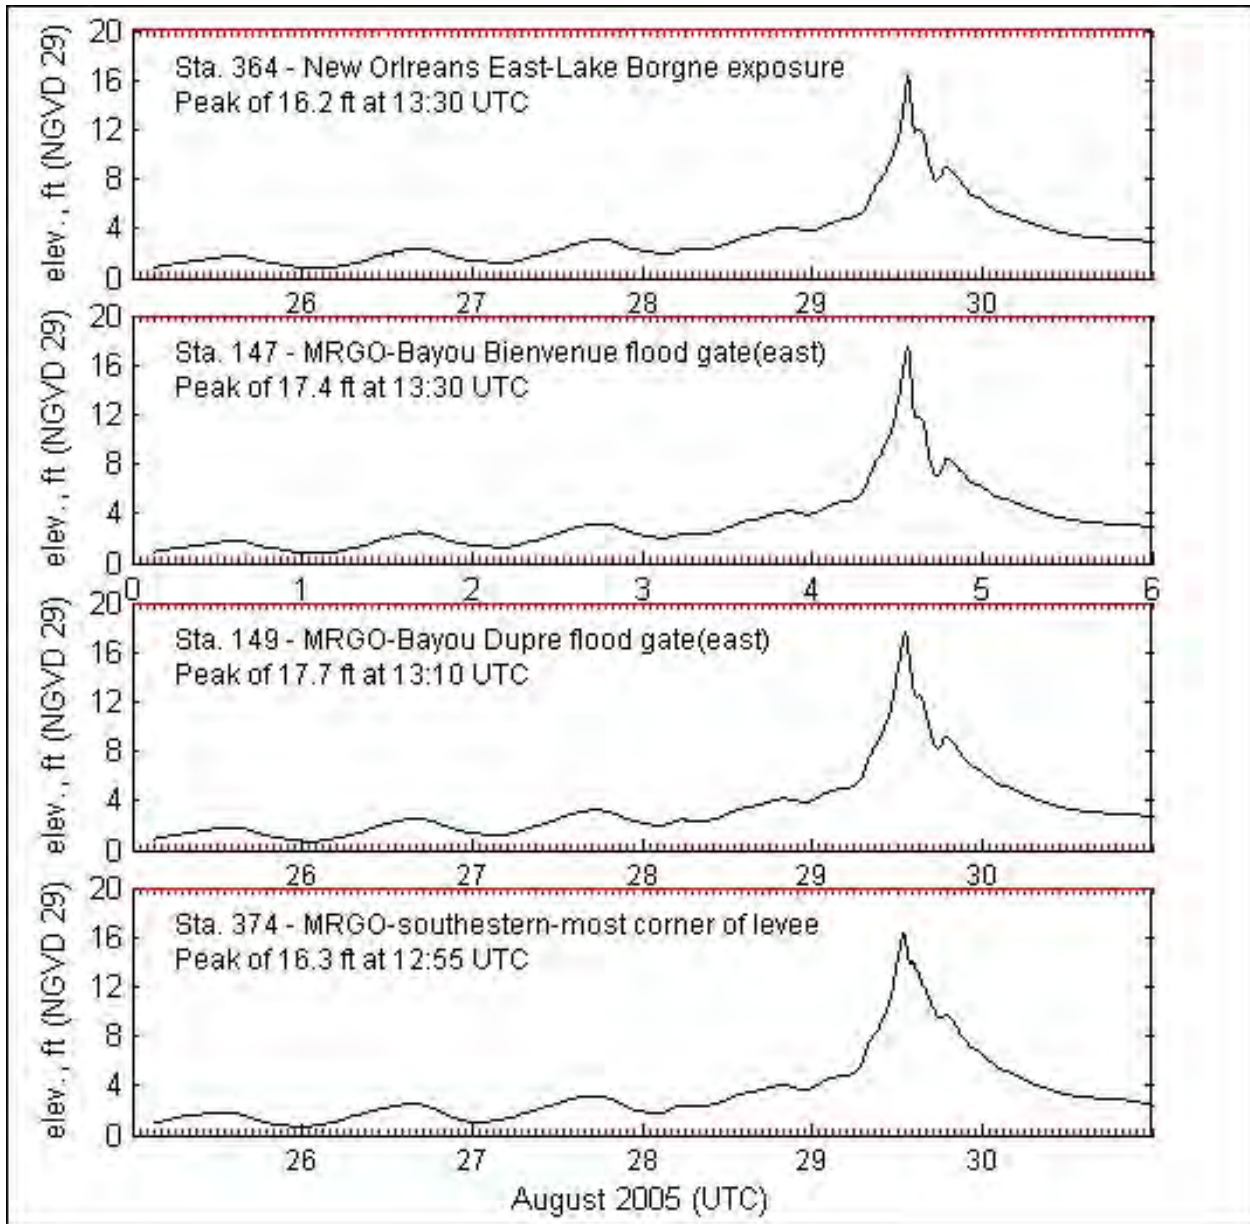 20
16
12
8
4
0
elev., ft (NGVD 29)
Sta. 364 - New Orlreans East-Lake Borgne exposure
Peak of 16.2 ft at 13:30 UTC
26 27 28 29 30
20
16
12
8
4
0
elev., ft (NGVD 29)
Sta. 147 - MRGO-Bayou Bienvenue flood gate(east)
Peak of 17.4 ft at 13:30 UTC
0 1 2 3 4 5 6
20
16
12
8
4
0
elev., ft (NGVD 29)
Sta. 149 - MRGO-Bayou Dupre flood gate(east)
Peak of 17.7 ft at 13:10 UTC
26 27 28 29 30
20
16
12
8
4
0
elev., ft (NGVD 29)
Sta. 374 - MRGO-southestern-most corner of levee
Peak of 16.3 ft at 12:55 UTC
26 27 28 29 30
August 2005 (UTC)